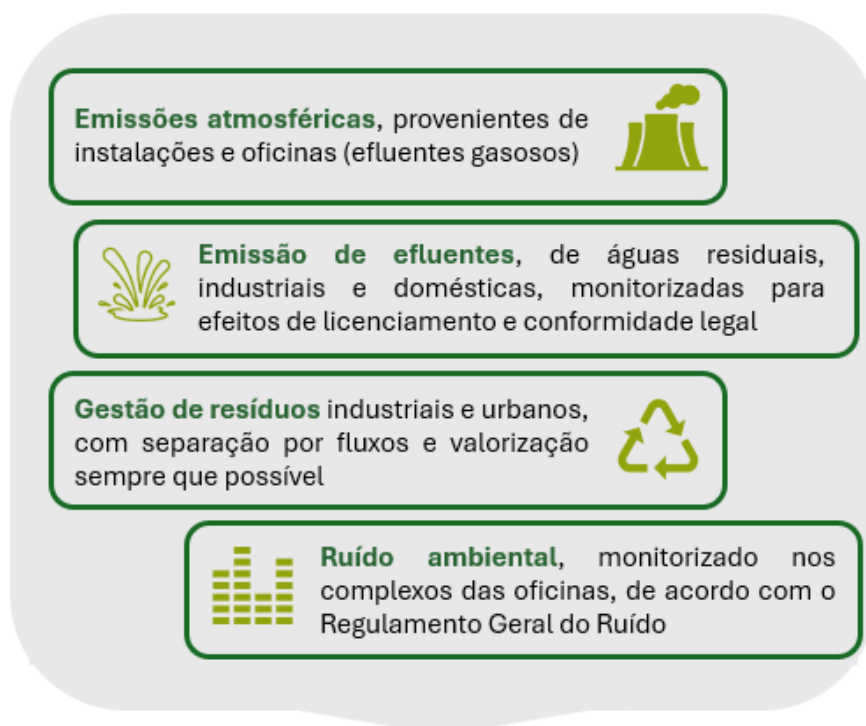 Emissões atmosféricas, provenientes de
instalações e oficinas (efluentes gasosos)
Emissão de efluentes, de águas residuais,
industriais e domésticas, monitorizadas para
efeitos de licenciamento e conformidade legal
Gestão de resíduos industriais e urbanos,
com separação por fluxos e valorização
sempre que possível
Ruído ambiental, monitorizado nos
complexos das oficinas, de acordo com o
Regulamento Geral do Ruído